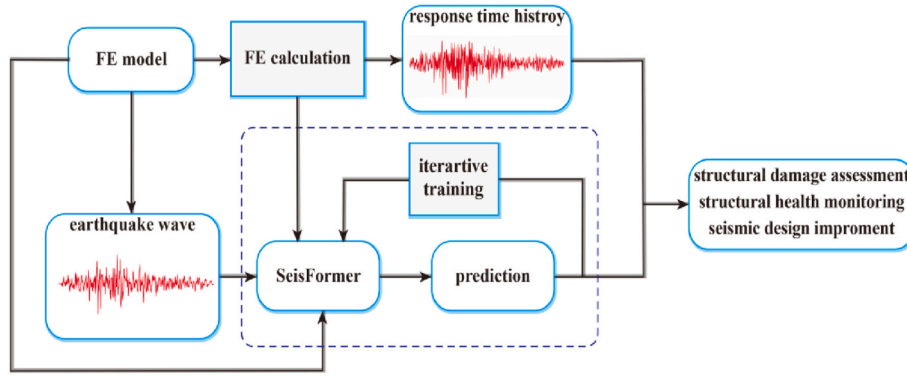 response time histroy
FE model
FE calculation
iterartive
training
earthquake wave
SeisFormer
prediction
structural damage assessment
structural health monitoring
seismic design improment